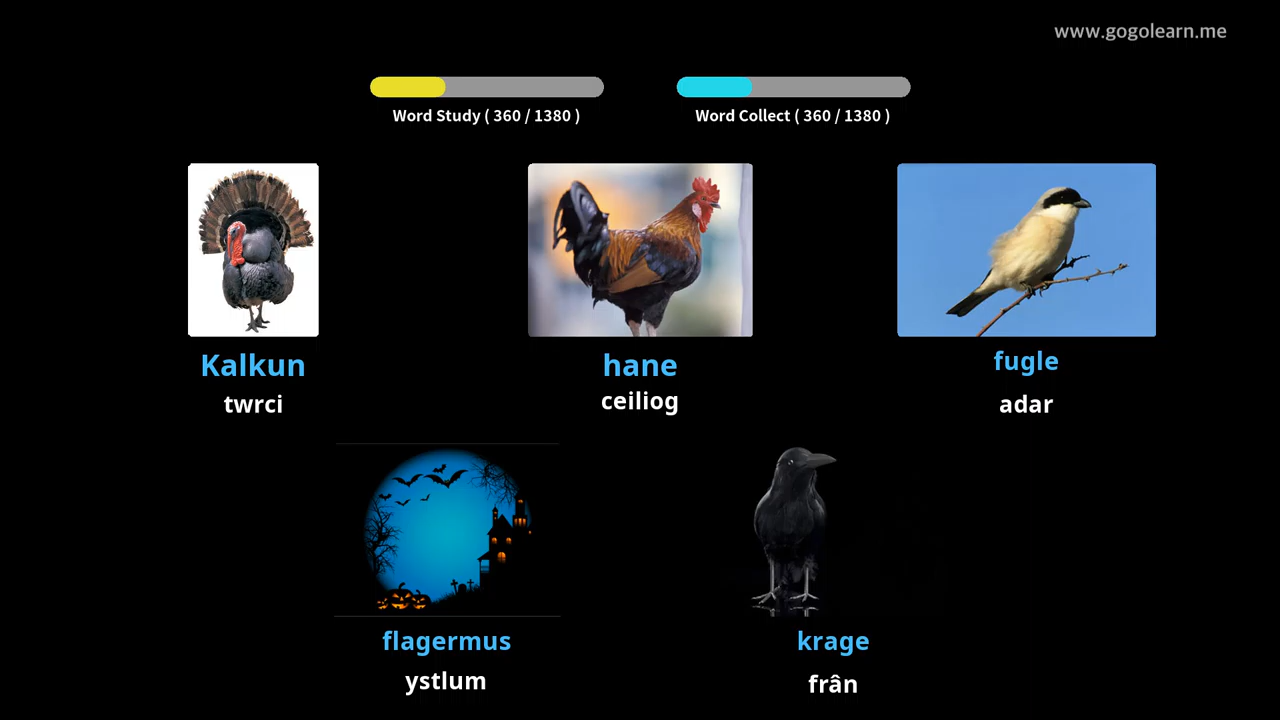 www.gogolearn.me
Word Study ( 360 / 1380 )
Word Collect ( 360 / 1380 )
Kalkun
twrci
hane
ceiliog
fugle
adar
flagermus
ystlum
krage
frân